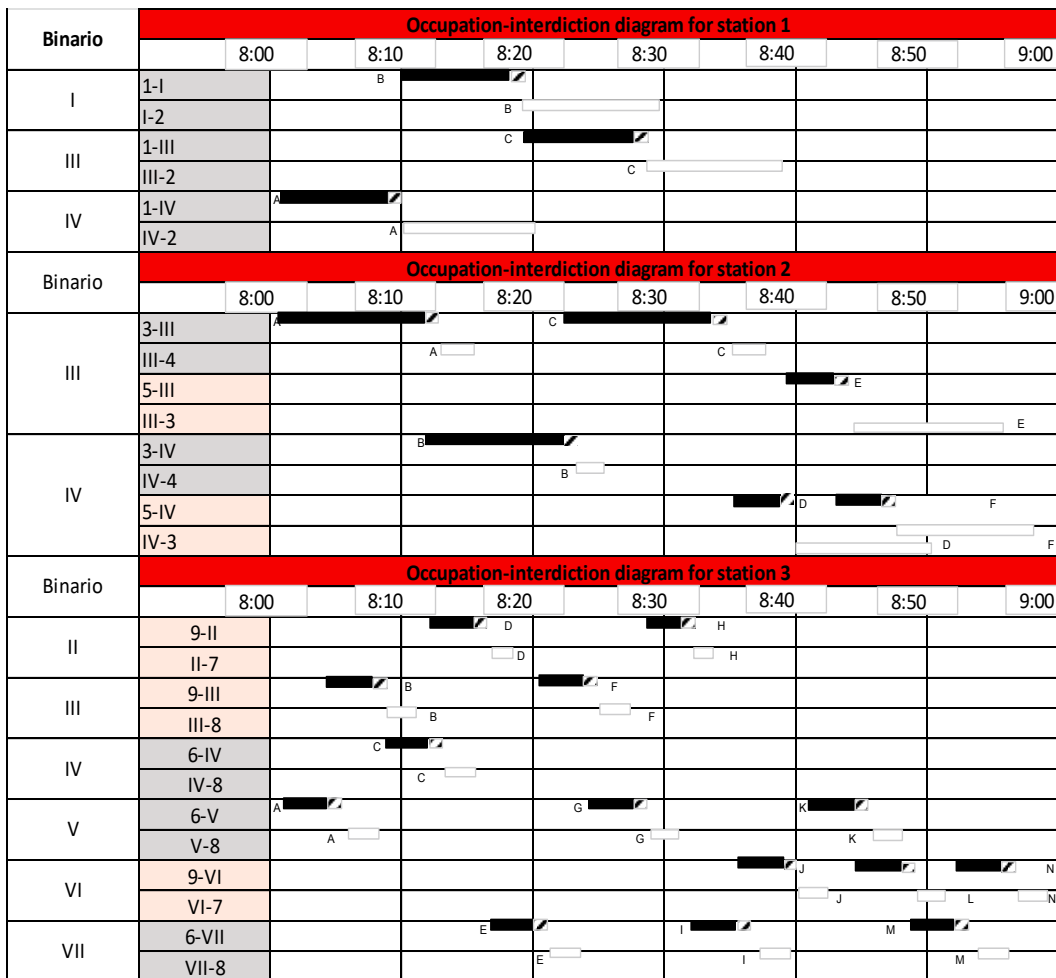 Binario Occupation-interdiction diagram for station 1
8:00 8:10 8:20 8:30 8:40 8:50 9:00
I 1-I B
I-2 B
III 1-III C
III-2 C
IV 1-IV A
IV-2 A
Binario Occupation-interdiction diagram for station 2
8:00 8:10 8:20 8:30 8:40 8:50 9:00
III 3-III A C
III-4 A C
5-III E
III-3 E
IV 3-IV B
IV-4 B
5-IV D F
IV-3 D F
Binario Occupation-interdiction diagram for station 3
8:00 8:10 8:20 8:30 8:40 8:50 9:00
II 9-II D H
II-7 D H
III 9-III B F
III-8 B F
IV 6-IV C
IV-8 C
V 6-V A G K
V-8 A G K
VI 9-VI J N
VI-7 J L N
VII 6-VII E I M
VII-8 E I M